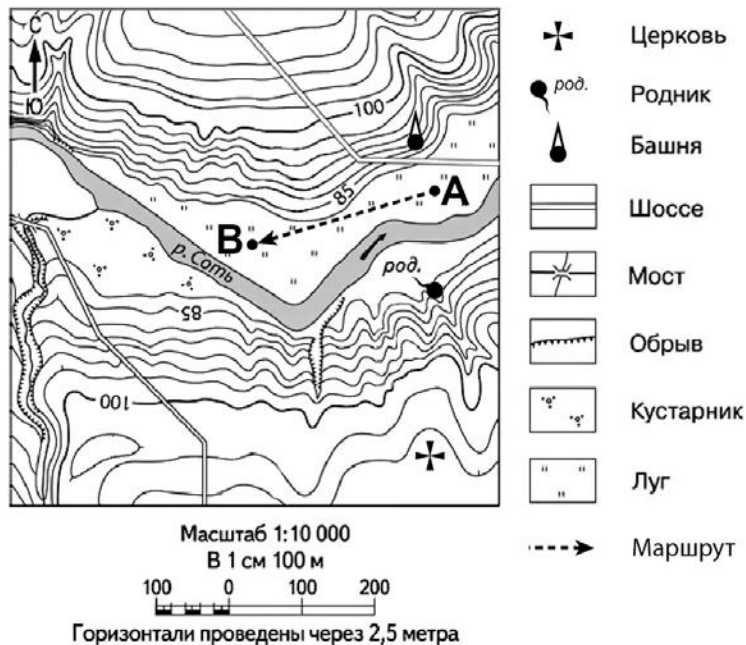 С
Ю
100
85
А
В
р. Соть
род.
85
100
Церковь
род.
Родник
Башня
Шоссе
Мост
Обрыв
Кустарник
Луг
Маршрут
Масштаб 1:10 000
В 1 см 100 м
100 0 100 200
Горизонтали проведены через 2,5 метра